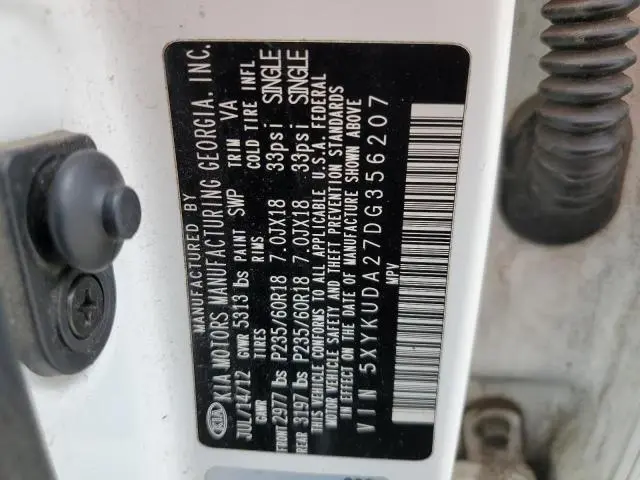 MANUFACTURED BY
KIA KIA MOTORS MANUFACTURING GEORGIA, INC.
JUL/14/12 GVWR 5313 lbs PAINT SWP TRIM VA
GAWR TIRES RIMS COLD TIRE INFL
FRONT 2977 lbs P235/60R18 7.0JX18 33psi SINGLE
REAR 3197 lbs P235/60R18 7.0JX18 33psi SINGLE
THIS VEHICLE CONFORMS TO ALL APPLICABLE U.S.A. FEDERAL
MOTOR VEHICLE SAFETY AND THEFT PREVENTION STANDARDS
IN EFFECT ON THE DATE OF MANUFACTURE SHOWN ABOVE
VIN 5XYKUDA27DG356207
MPV